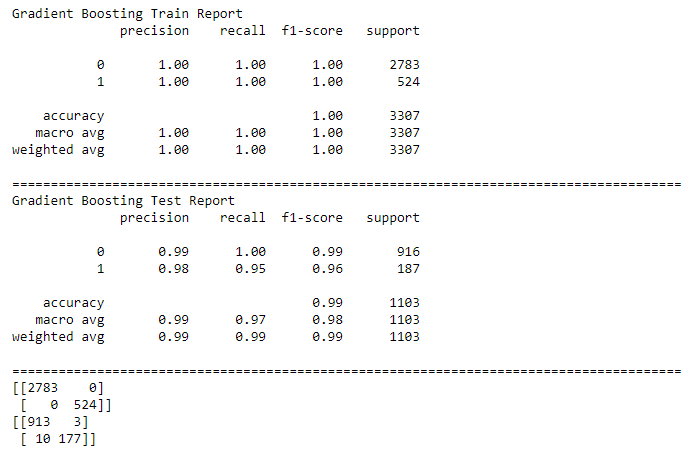 Gradient Boosting Train Report
              precision    recall  f1-score   support

           0       1.00      1.00      1.00      2783
           1       1.00      1.00      1.00       524

    accuracy                           1.00      3307
   macro avg       1.00      1.00      1.00      3307
weighted avg       1.00      1.00      1.00      3307

=======================================================================================
Gradient Boosting Test Report
              precision    recall  f1-score   support

           0       0.99      1.00      0.99       916
           1       0.98      0.95      0.96       187

    accuracy                           0.99      1103
   macro avg       0.99      0.97      0.98      1103
weighted avg       0.99      0.99      0.99      1103

=======================================================================================
[[2783    0]
 [   0  524]]
[[913   3]
 [ 10 177]]